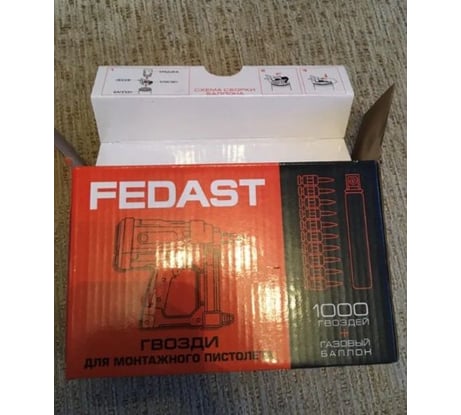 СХЕМА СБОРКИ
БАЛЛОНА
FEDAST
ГВОЗДИ
ДЛЯ МОНТАЖНОГО ПИСТОЛЕТА
1000
ГВОЗДЕЙ
ГАЗОВЫЙ
БАЛЛОН